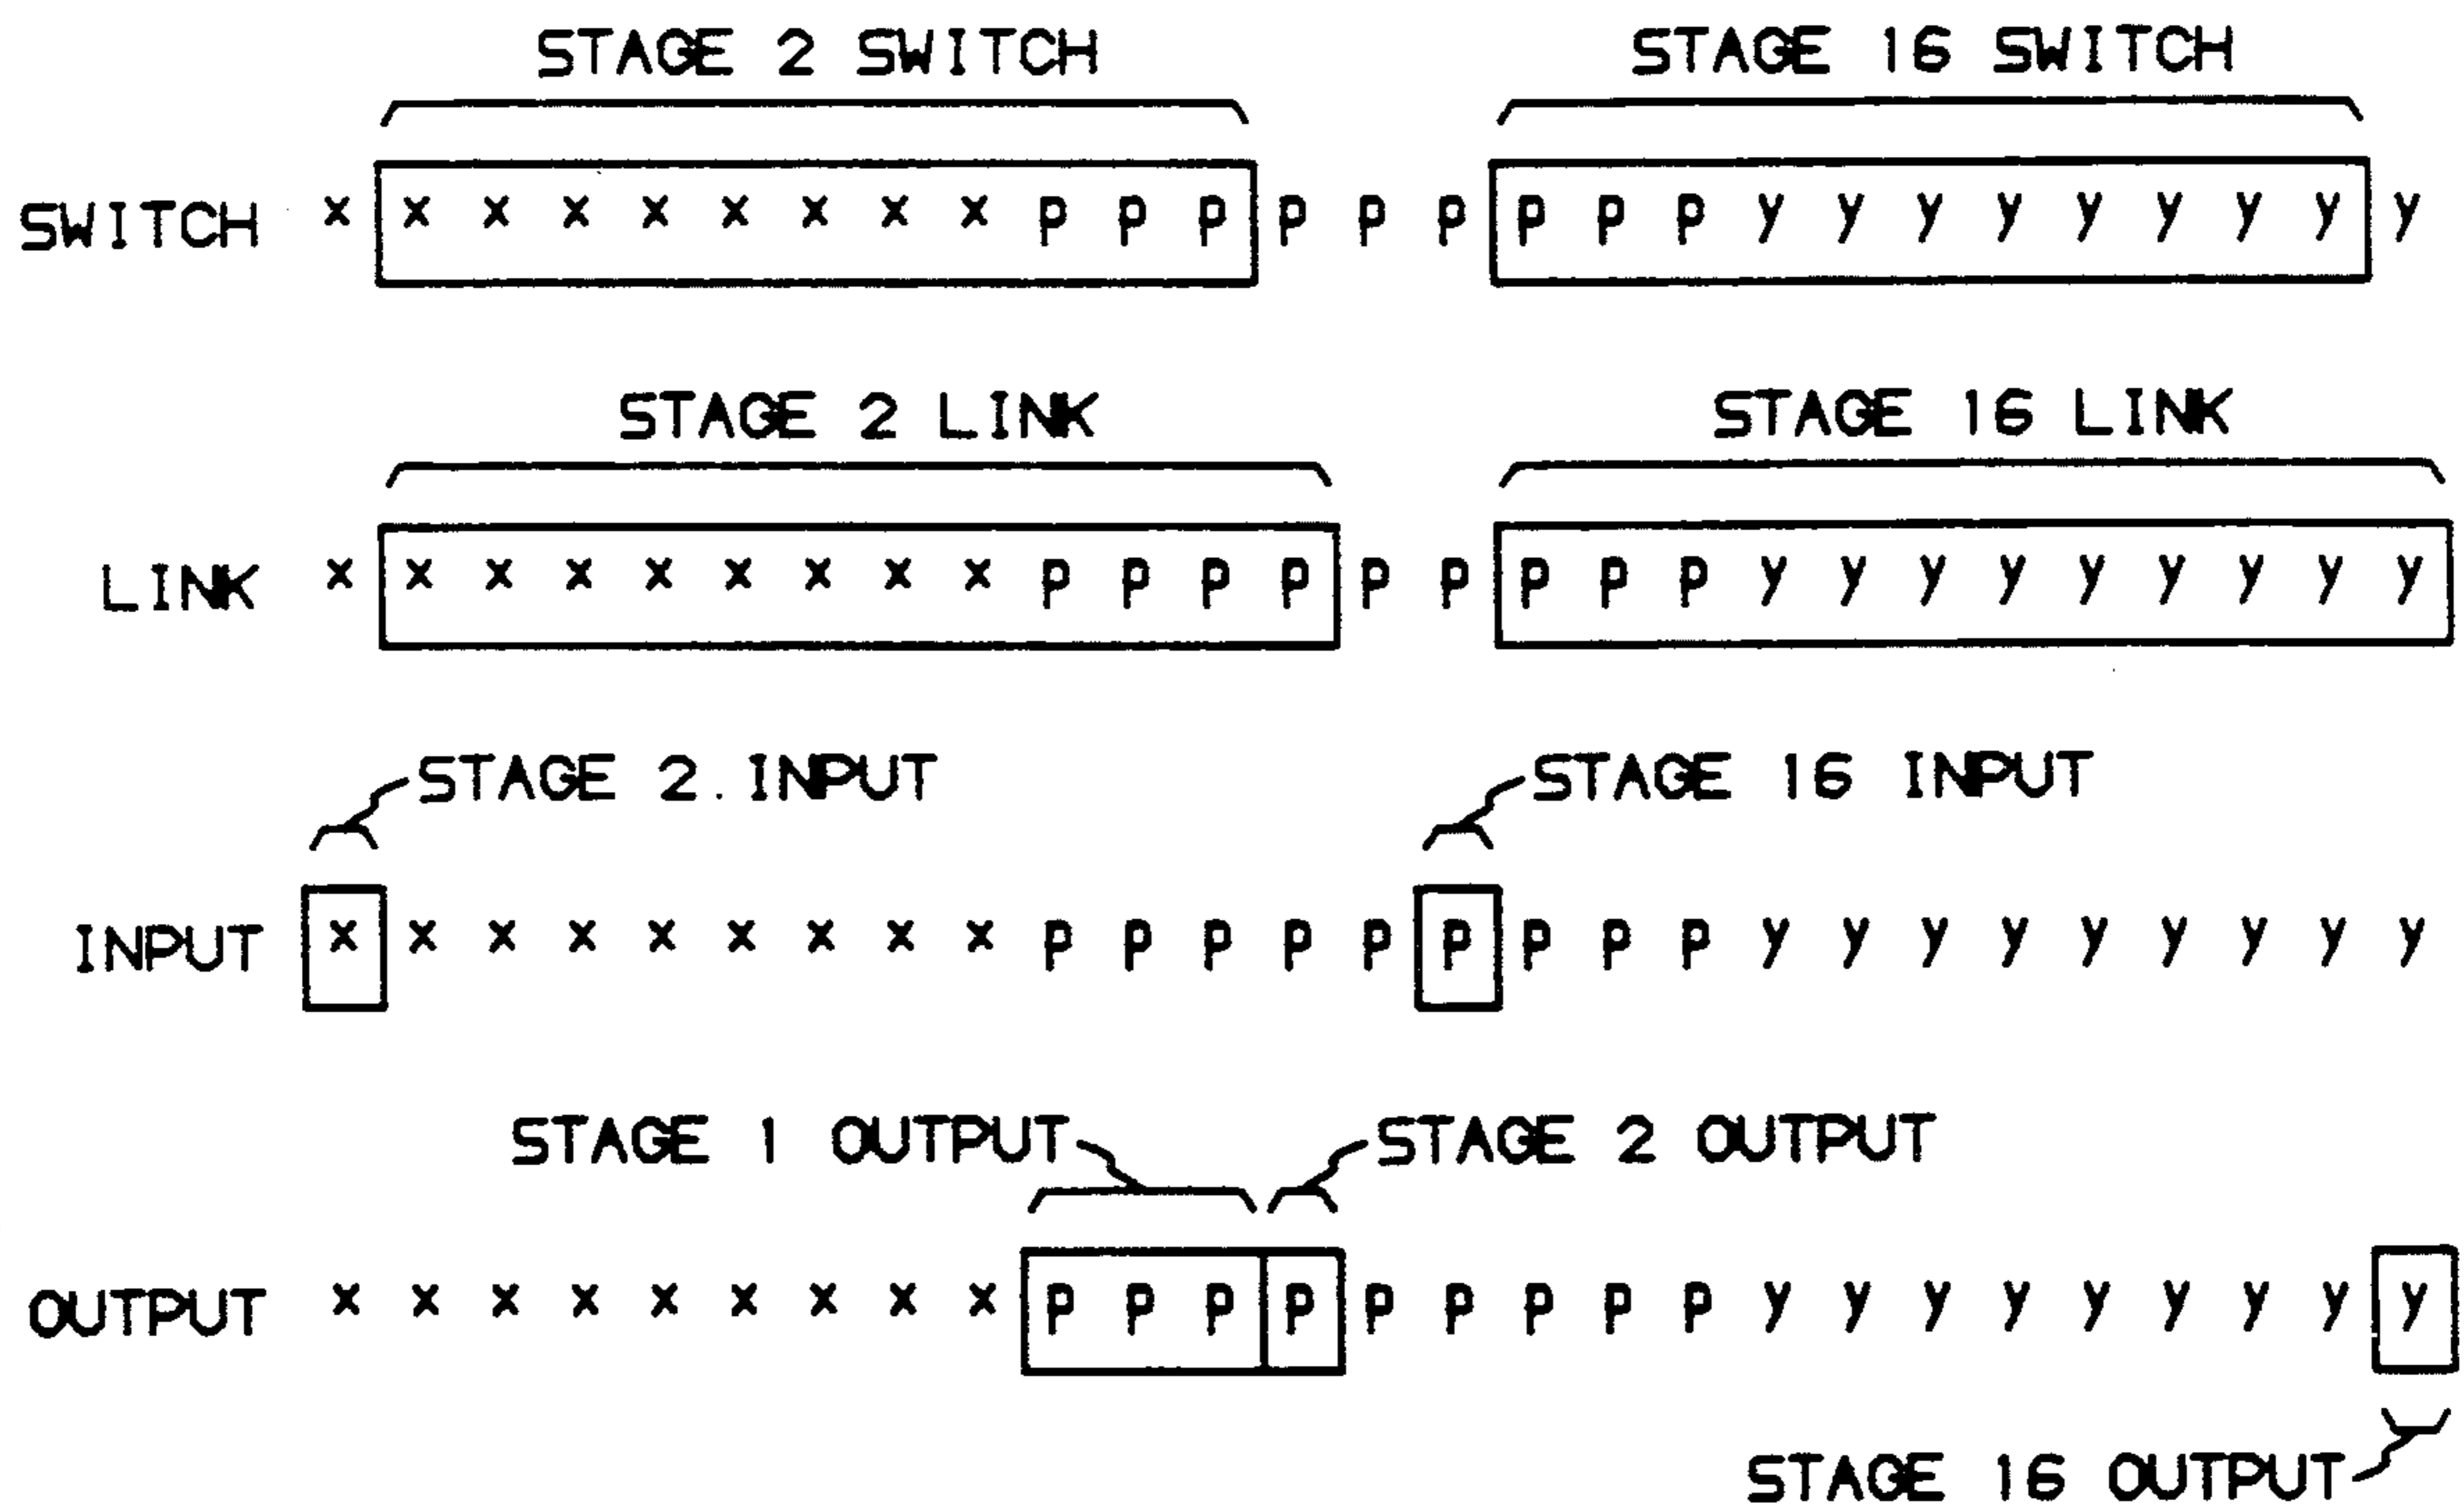 STAGE 2 SWITCH STAGE 16 SWITCH
SWITCH x x x x x x x x x p p p p p p p p p y y y y y y y y y
STAGE 2 LINK STAGE 16 LINK
LINK x x x x x x x x x p p p p p p p p p y y y y y y y y y
STAGE 2. INPUT STAGE 16 INPUT
INPUT x x x x x x x x x p p p p p p p p p y y y y y y y y y
STAGE 1 OUTPUT STAGE 2 OUTPUT
OUTPUT x x x x x x x x x p p p p p p p p p y y y y y y y y y
STAGE 16 OUTPUT